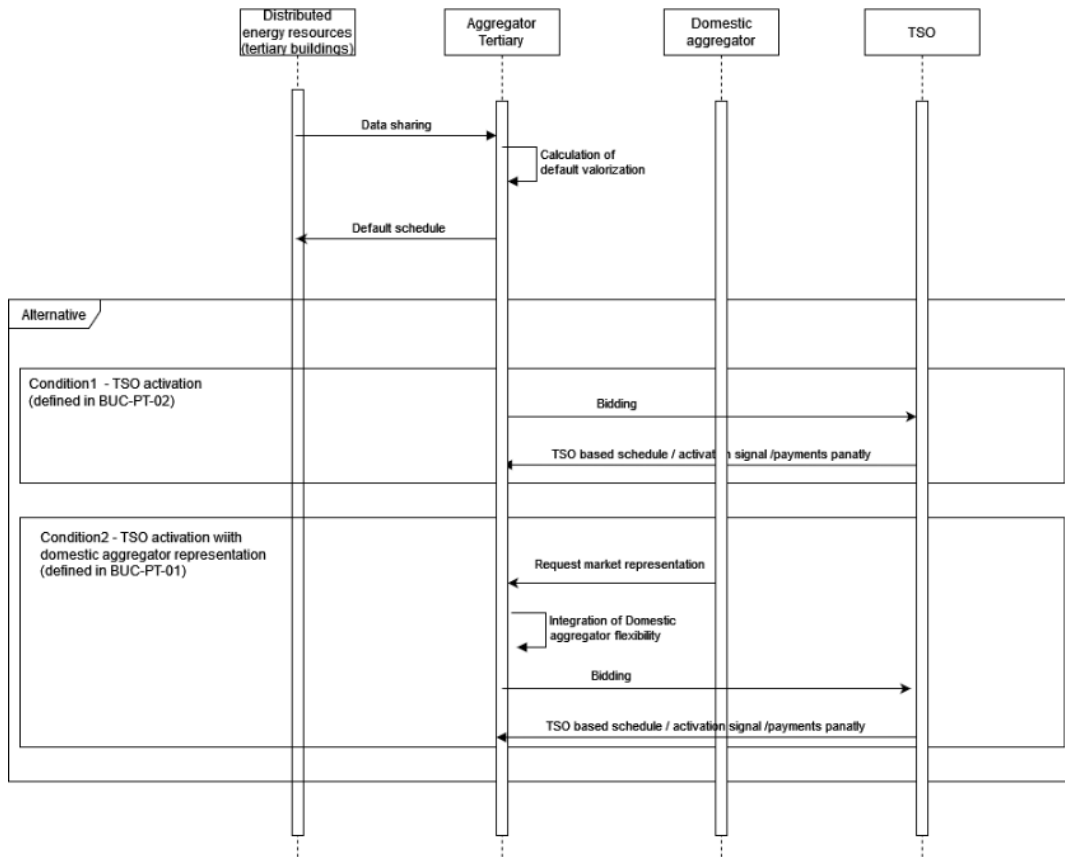 Distributed
energy resources
(tertiary buildings)
Aggregator
Tertiary
Domestic
aggregator
TSO
Data sharing
Calculation of
default valorization
Default schedule
Alternative
Condition1 - TSO activation
(defined in BUC-PT-02)
Bidding
TSO based schedule / activation signal /payments panatly
Condition2 - TSO activation wiith
domestic aggregator representation
(defined in BUC-PT-01)
Request market representation
Integration of Domestic
aggregator flexibility
Bidding
TSO based schedule / activation signal /payments panatly